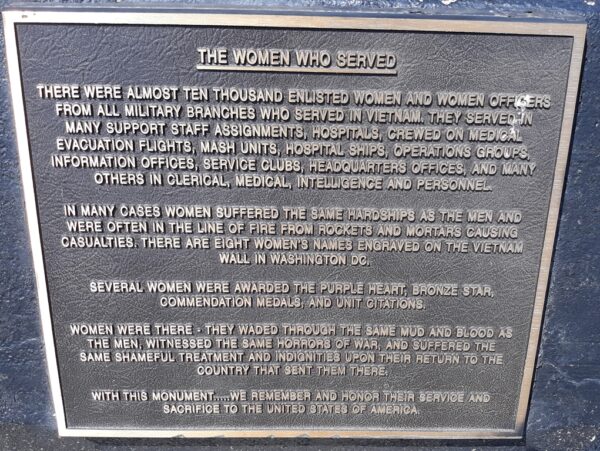 THE WOMEN WHO SERVED
THERE WERE ALMOST TEN THOUSAND ENLISTED WOMEN AND WOMEN OFFICERS
FROM ALL MILITARY BRANCHES WHO SERVED IN VIETNAM. THEY SERVED IN
MANY SUPPORT STAFF ASSIGNMENTS, HOSPITALS, CREWED ON MEDICAL
EVACUATION FLIGHTS, MASH UNITS, HOSPITAL SHIPS, OPERATIONS GROUPS,
INFORMATION OFFICES, SERVICE CLUBS, HEADQUARTERS OFFICES, AND MANY
OTHERS IN CLERICAL, MEDICAL, INTELLIGENCE AND PERSONNEL.
IN MANY CASES WOMEN SUFFERED THE SAME HARDSHIPS AS THE MEN AND
WERE OFTEN IN THE LINE OF FIRE FROM ROCKETS AND MORTARS CAUSING
CASUALTIES. THERE ARE EIGHT WOMEN'S NAMES ENGRAVED ON THE VIETNAM
WALL IN WASHINGTON DC.
SEVERAL WOMEN WERE AWARDED THE PURPLE HEART, BRONZE STAR,
COMMENDATION MEDALS, AND UNIT CITATIONS.
WOMEN WERE THERE - THEY WADED THROUGH THE SAME MUD AND BLOOD AS
THE MEN, WITNESSED THE SAME HORRORS OF WAR, AND SUFFERED THE
SAME SHAMEFUL TREATMENT AND INDIGNITIES UPON THEIR RETURN TO THE
COUNTRY THAT SENT THEM THERE.
WITH THIS MONUMENT.....WE REMEMBER AND HONOR THEIR SERVICE AND
SACRIFICE TO THE UNITED STATES OF AMERICA.